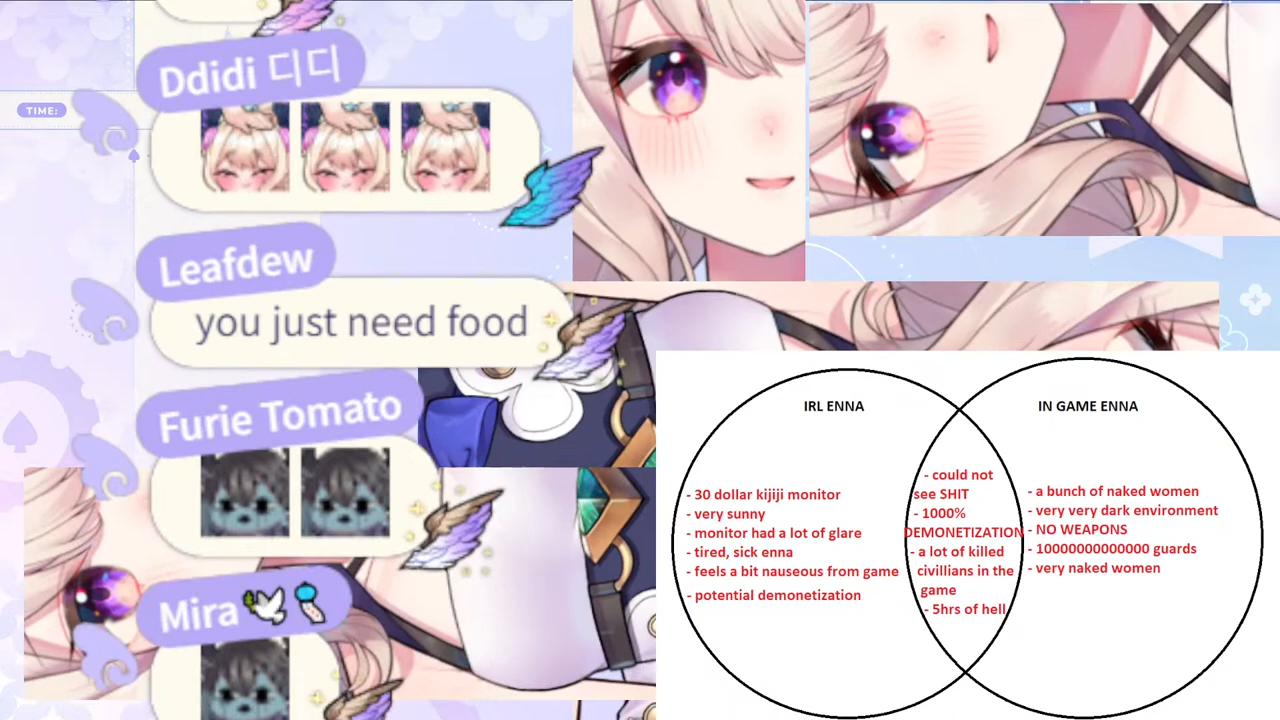 TIME:
Ddidi 디디
Leafdew
you just need food
Furie Tomato
Mira
IRL ENNA
- 30 dollar kijiji monitor
- very sunny
- monitor had a lot of glare
- tired, sick enna
- feels a bit nauseous from game
- potential demonetization
- could not
see SHIT
- 1000%
DEMONETIZATION
- a lot of killed
civillians in the
game
- 5hrs of hell
IN GAME ENNA
- a bunch of naked women
- very very dark environment
- NO WEAPONS
- 10000000000000 guards
- very naked women